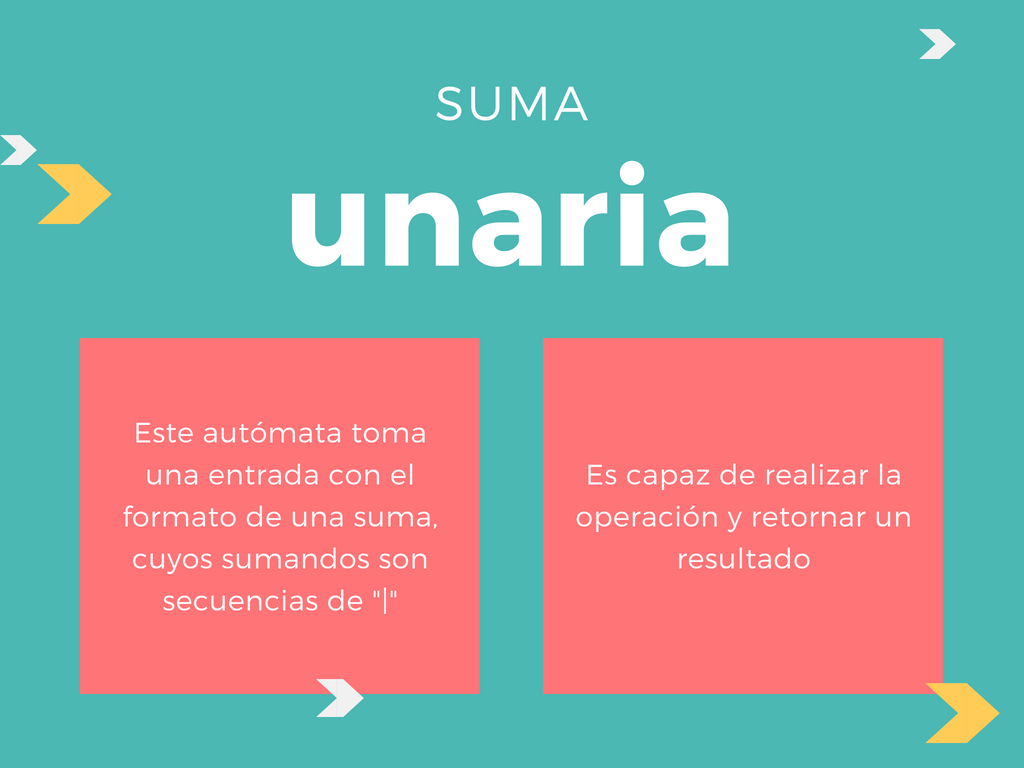 SUMA
unaria
Este autómata toma
una entrada con el
formato de una suma,
cuyos sumandos son
secuencias de "|"
Es capaz de realizar la
operación y retornar un
resultado